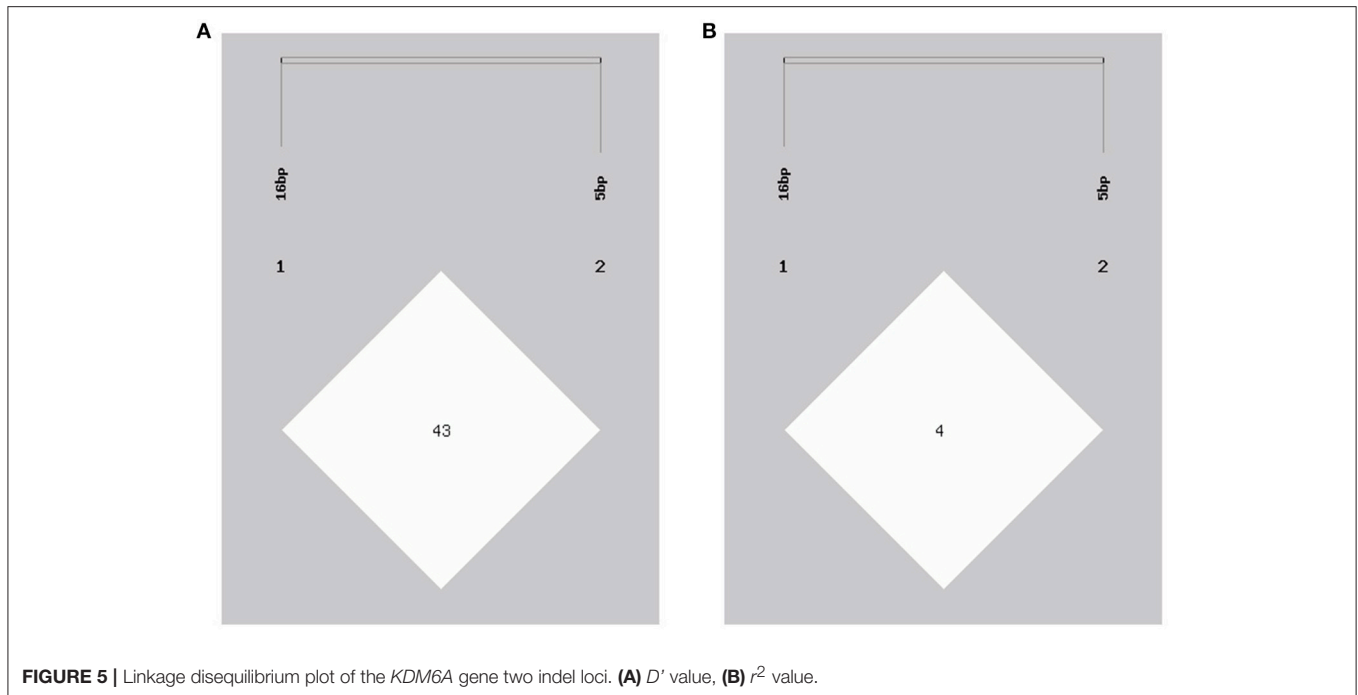 A
16bp
5bp
1
2
43
B
16bp
5bp
1
2
4
FIGURE 5 | Linkage disequilibrium plot of the KDM6A gene two indel loci. (A) D' value, (B) r² value.